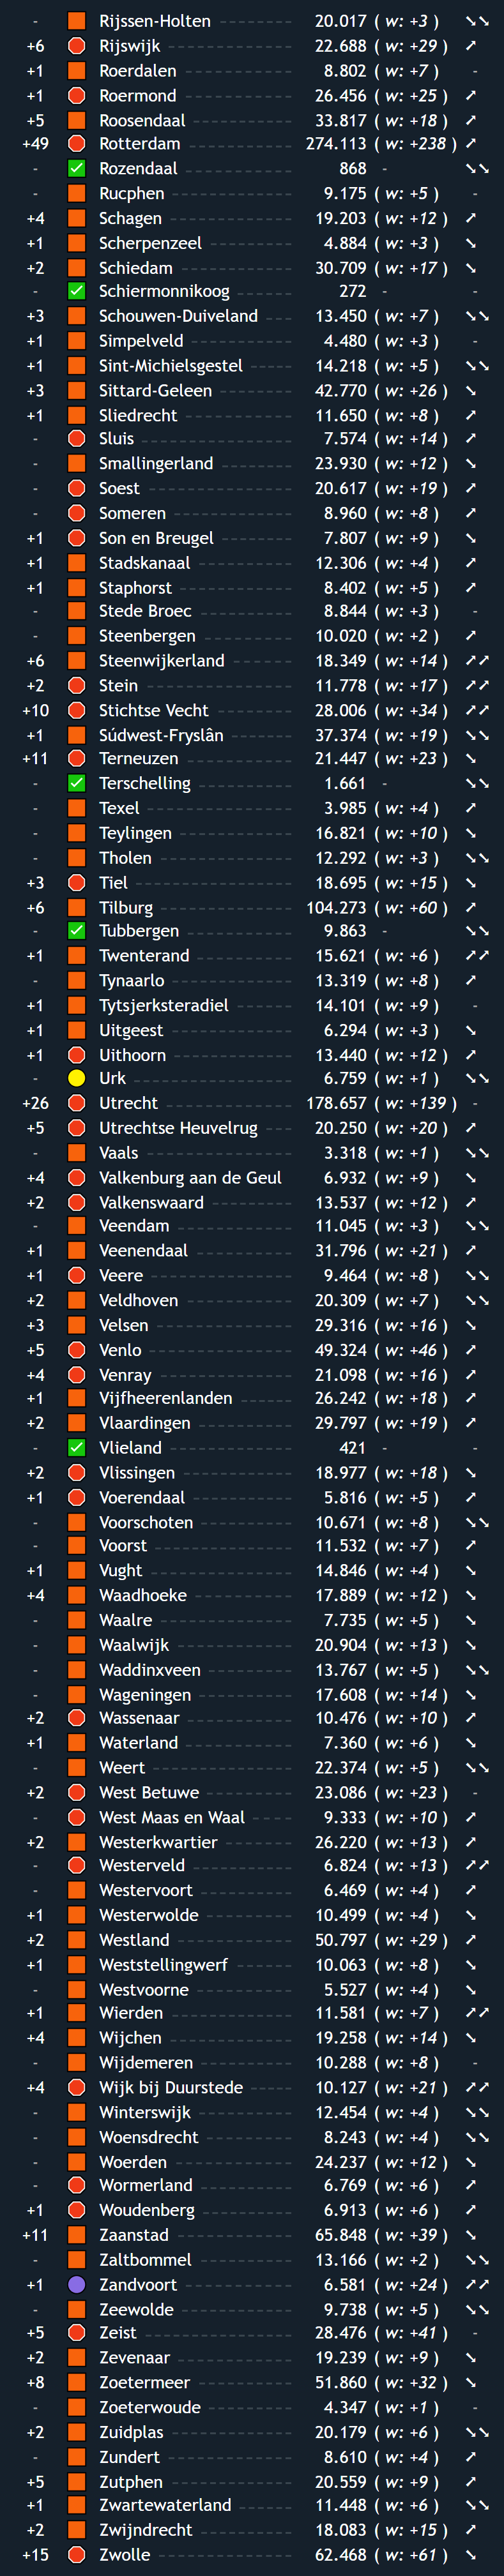 - Rijssen-Holten 20.017 ( w: +3 ) ↘↘
+6 Rijswijk 22.688 ( w: +29 ) ↗
+1 Roerdalen 8.802 ( w: +7 ) -
+1 Roermond 26.456 ( w: +25 ) ↗
+5 Roosendaal 33.817 ( w: +18 ) ↗
+49 Rotterdam 274.113 ( w: +238 ) ↗
- Rozendaal 868 - ↘↘
- Rucphen 9.175 ( w: +5 ) -
+4 Schagen 19.203 ( w: +12 ) ↗
+1 Scherpenzeel 4.884 ( w: +3 ) ↘
+2 Schiedam 30.709 ( w: +17 ) ↘
- Schiermonnikoog 272 - -
+3 Schouwen-Duiveland 13.450 ( w: +7 ) ↘↘
+1 Simpelveld 4.480 ( w: +3 ) -
+1 Sint-Michielsgestel 14.218 ( w: +5 ) ↘↘
+3 Sittard-Geleen 42.770 ( w: +26 ) ↘
+1 Sliedrecht 11.650 ( w: +8 ) ↗
- Sluis 7.574 ( w: +14 ) ↗
- Smallingerland 23.930 ( w: +12 ) ↘
- Soest 20.617 ( w: +19 ) ↗
- Someren 8.960 ( w: +8 ) ↗
+1 Son en Breugel 7.807 ( w: +9 ) ↘
+1 Stadskanaal 12.306 ( w: +4 ) ↗
+1 Staphorst 8.402 ( w: +5 ) ↗
- Stede Broec 8.844 ( w: +3 ) -
- Steenbergen 10.020 ( w: +2 ) ↗
+6 Steenwijkerland 18.349 ( w: +14 ) ↗↗
+2 Stein 11.778 ( w: +17 ) ↗↗
+10 Stichtse Vecht 28.006 ( w: +34 ) ↗↗
+1 Súdwest-Fryslân 37.374 ( w: +19 ) ↘↘
+11 Terneuzen 21.447 ( w: +23 ) ↘
- Terschelling 1.661 - ↘↘
- Texel 3.985 ( w: +4 ) ↗
- Teylingen 16.821 ( w: +10 ) ↘
- Tholen 12.292 ( w: +3 ) ↘↘
+3 Tiel 18.695 ( w: +15 ) ↘
+6 Tilburg 104.273 ( w: +60 ) ↗
- Tubbergen 9.863 - ↘↘
+1 Twenterand 15.621 ( w: +6 ) ↗↗
- Tynaarlo 13.319 ( w: +8 ) ↗
+1 Tytsjerksteradiel 14.101 ( w: +9 ) -
+1 Uitgeest 6.294 ( w: +3 ) ↘
+1 Uithoorn 13.440 ( w: +12 ) ↗
- Urk 6.759 ( w: +1 ) ↘↘
+26 Utrecht 178.657 ( w: +139 ) -
+5 Utrechtse Heuvelrug 20.250 ( w: +20 ) ↗
- Vaals 3.318 ( w: +1 ) ↘↘
+4 Valkenburg aan de Geul 6.932 ( w: +9 ) ↘
+2 Valkenswaard 13.537 ( w: +12 ) ↗
- Veendam 11.045 ( w: +3 ) ↘↘
+1 Veenendaal 31.796 ( w: +21 ) ↗
+1 Veere 9.464 ( w: +8 ) ↘↘
+2 Veldhoven 20.309 ( w: +7 ) ↘↘
+3 Velsen 29.316 ( w: +16 ) ↘
+5 Venlo 49.324 ( w: +46 ) ↗
+4 Venray 21.098 ( w: +16 ) ↗
+1 Vijfheerenlanden 26.242 ( w: +18 ) ↗
+2 Vlaardingen 29.797 ( w: +19 ) ↗
- Vlieland 421 - -
+2 Vlissingen 18.977 ( w: +18 ) ↘
+1 Voerendaal 5.816 ( w: +5 ) ↗
- Voorschoten 10.671 ( w: +8 ) ↘↘
- Voorst 11.532 ( w: +7 ) ↗
+1 Vught 14.846 ( w: +4 ) ↘
+4 Waadhoeke 17.889 ( w: +12 ) ↘
- Waalre 7.735 ( w: +5 ) ↘
- Waalwijk 20.904 ( w: +13 ) ↘
- Waddinxveen 13.767 ( w: +5 ) ↘↘
- Wageningen 17.608 ( w: +14 ) ↘
+2 Wassenaar 10.476 ( w: +10 ) ↗
+1 Waterland 7.360 ( w: +6 ) ↘
- Weert 22.374 ( w: +5 ) ↘↘
+2 West Betuwe 23.086 ( w: +23 ) -
- West Maas en Waal 9.333 ( w: +10 ) ↗
+2 Westerkwartier 26.220 ( w: +13 ) ↗
- Westerveld 6.824 ( w: +13 ) ↗↗
- Westervoort 6.469 ( w: +4 ) ↗
+1 Westerwolde 10.499 ( w: +4 ) ↘
+2 Westland 50.797 ( w: +29 ) ↗
+1 Weststellingwerf 10.063 ( w: +8 ) ↘
- Westvoorne 5.527 ( w: +4 ) ↘
+1 Wierden 11.581 ( w: +7 ) ↗↗
+4 Wijchen 19.258 ( w: +14 ) ↘
- Wijdemeren 10.288 ( w: +8 ) -
+4 Wijk bij Duurstede 10.127 ( w: +21 ) ↗↗
- Winterswijk 12.454 ( w: +4 ) ↘↘
- Woensdrecht 8.243 ( w: +4 ) ↘↘
- Woerden 24.237 ( w: +12 ) ↘
- Wormerland 6.769 ( w: +6 ) ↗
+1 Woudenberg 6.913 ( w: +6 ) ↗
+11 Zaanstad 65.848 ( w: +39 ) ↘
- Zaltbommel 13.166 ( w: +2 ) ↘↘
+1 Zandvoort 6.581 ( w: +24 ) ↗↗
- Zeewolde 9.738 ( w: +5 ) ↘↘
+5 Zeist 28.476 ( w: +41 ) -
+2 Zevenaar 19.239 ( w: +9 ) ↘
+8 Zoetermeer 51.860 ( w: +32 ) ↘
- Zoeterwoude 4.347 ( w: +1 ) -
+2 Zuidplas 20.179 ( w: +6 ) ↘↘
- Zundert 8.610 ( w: +4 ) ↗
+5 Zutphen 20.559 ( w: +9 ) ↗
+1 Zwartewaterland 11.448 ( w: +6 ) ↘↘
+2 Zwijndrecht 18.083 ( w: +15 ) ↗
+15 Zwolle 62.468 ( w: +61 ) ↘